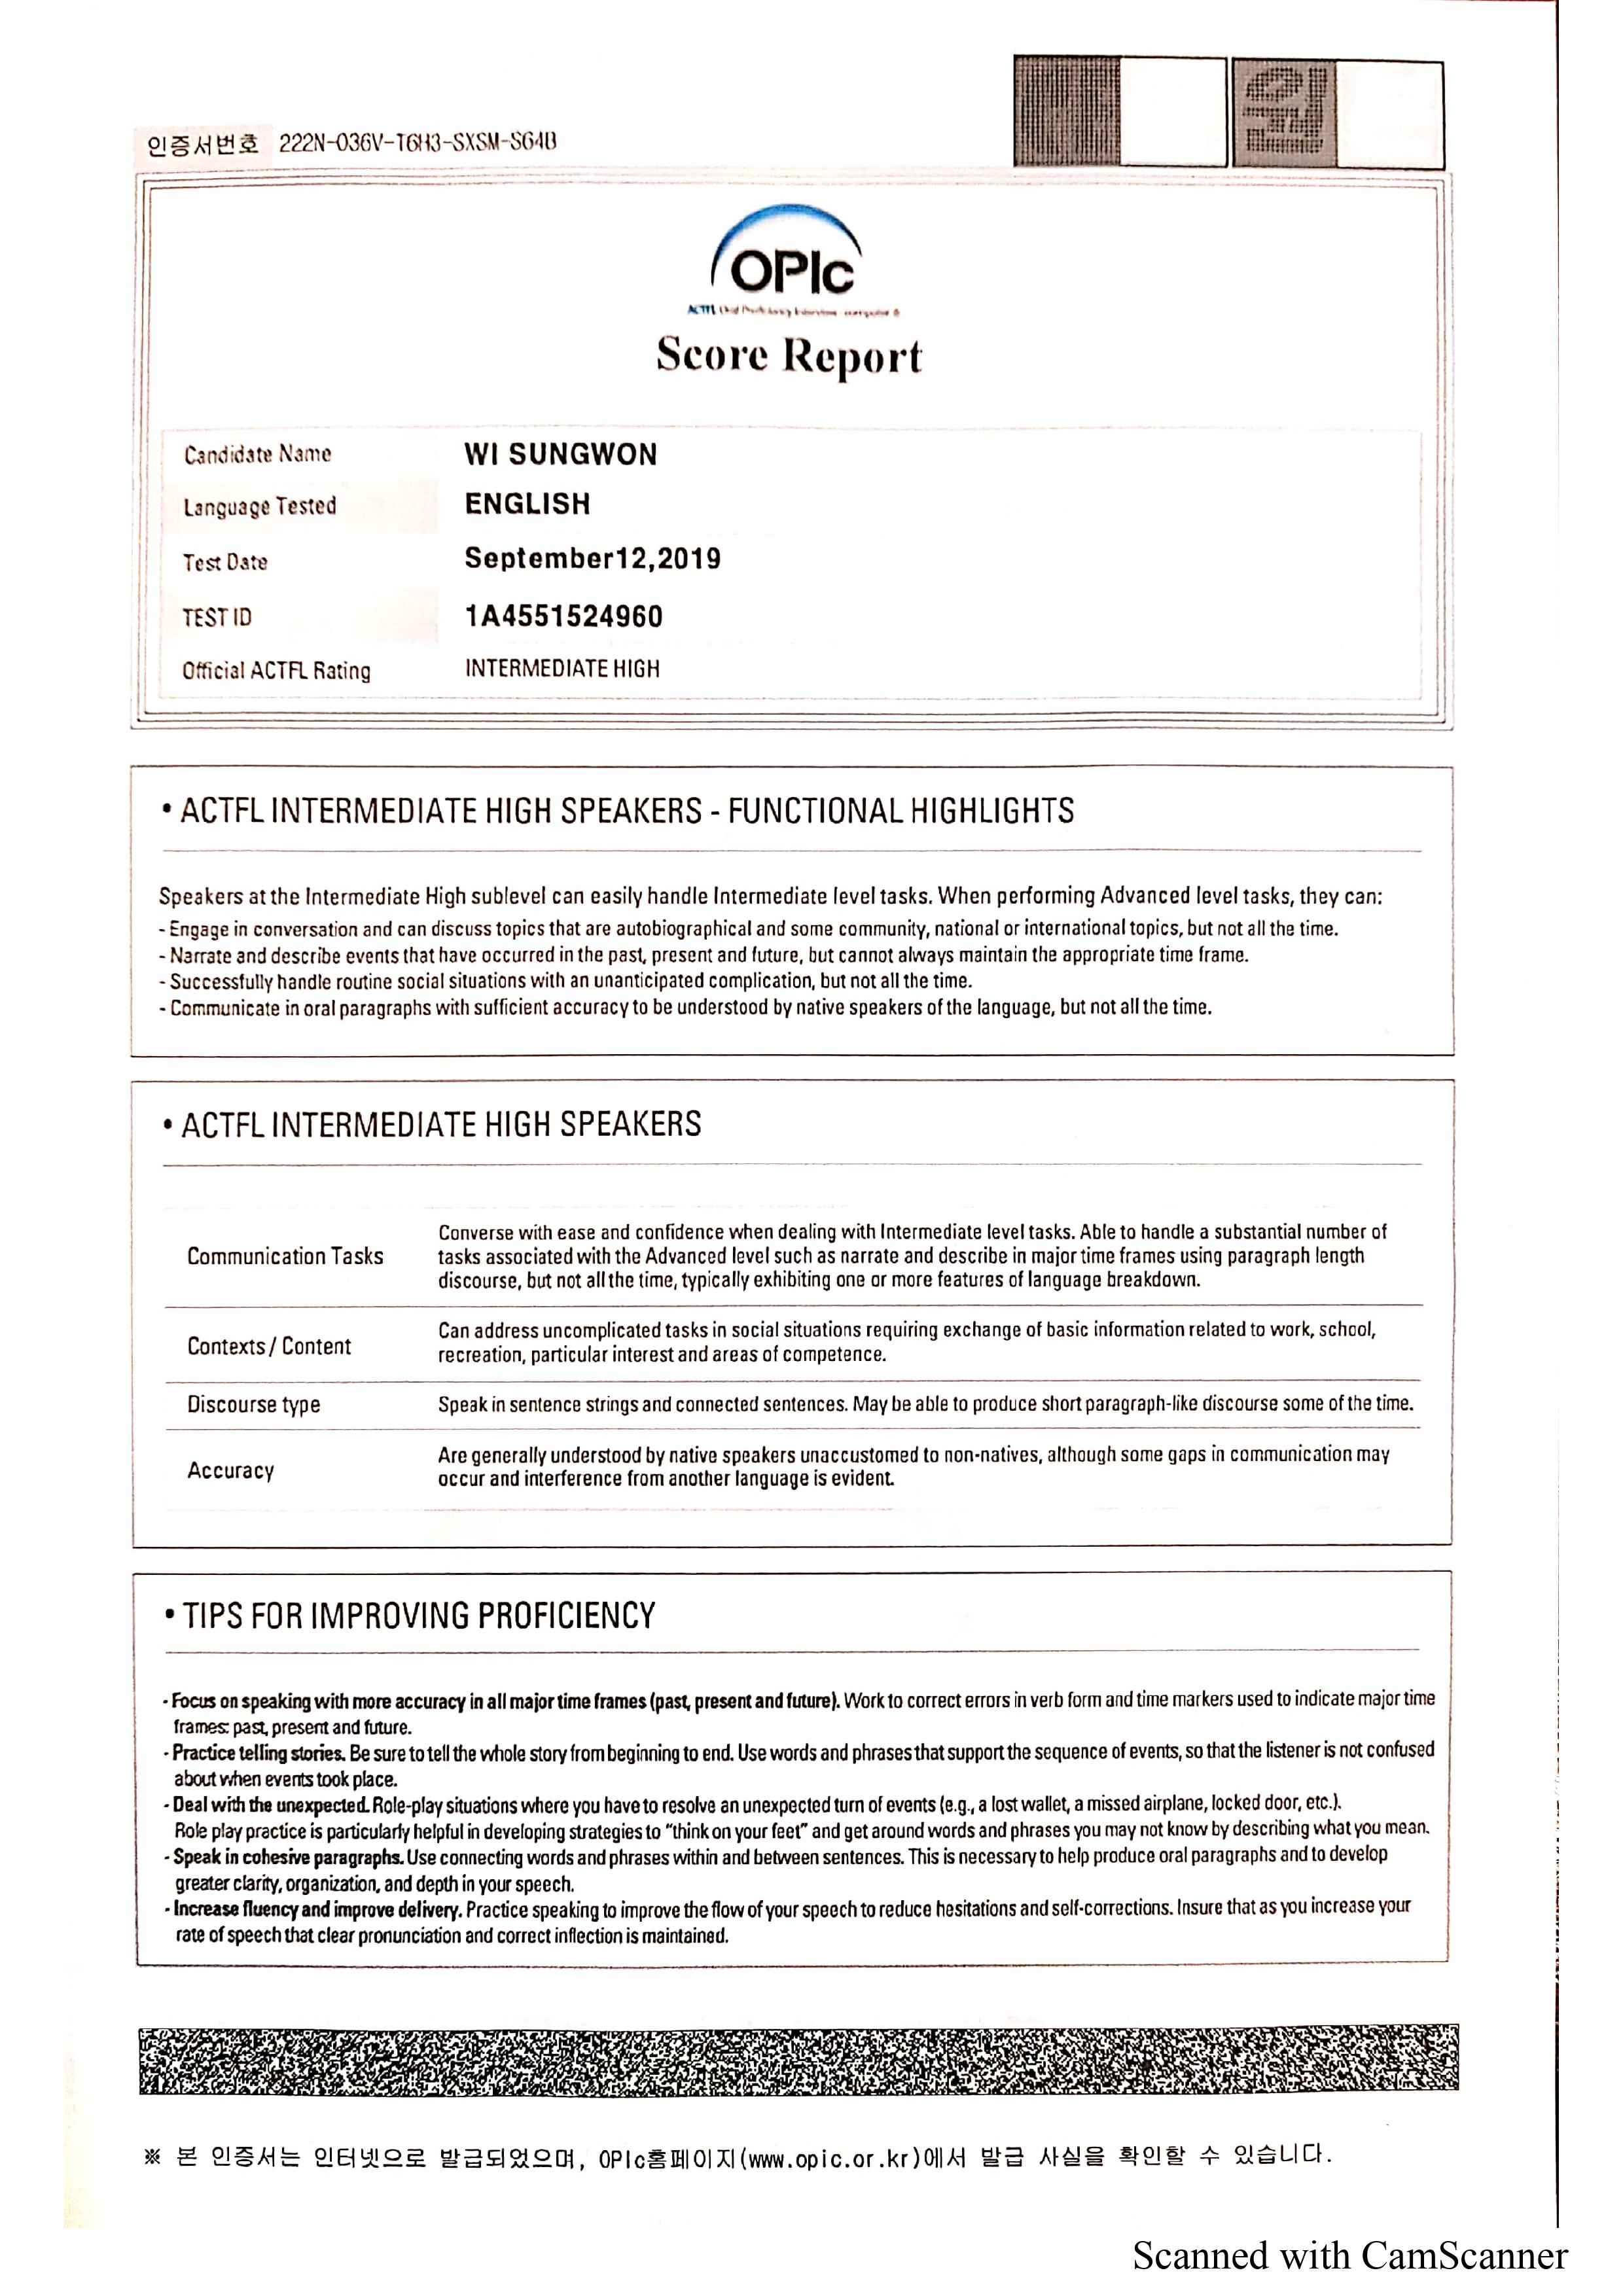 인증서번호 222N-036V-T6H3-SXSM-S64B
OPIc
ACTFL Oral Proficiency Interview - computer ®
Score Report
Candidate Name WI SUNGWON
Language Tested ENGLISH
Test Date September12,2019
TEST ID 1A4551524960
Official ACTFL Rating INTERMEDIATE HIGH
• ACTFL INTERMEDIATE HIGH SPEAKERS - FUNCTIONAL HIGHLIGHTS
Speakers at the Intermediate High sublevel can easily handle Intermediate level tasks. When performing Advanced level tasks, they can:
- Engage in conversation and can discuss topics that are autobiographical and some community, national or international topics, but not all the time.
- Narrate and describe events that have occurred in the past, present and future, but cannot always maintain the appropriate time frame.
- Successfully handle routine social situations with an unanticipated complication, but not all the time.
- Communicate in oral paragraphs with sufficient accuracy to be understood by native speakers of the language, but not all the time.
• ACTFL INTERMEDIATE HIGH SPEAKERS
Communication Tasks
Converse with ease and confidence when dealing with Intermediate level tasks. Able to handle a substantial number of
tasks associated with the Advanced level such as narrate and describe in major time frames using paragraph length
discourse, but not all the time, typically exhibiting one or more features of language breakdown.
Contexts / Content
Can address uncomplicated tasks in social situations requiring exchange of basic information related to work, school,
recreation, particular interest and areas of competence.
Discourse type
Speak in sentence strings and connected sentences. May be able to produce short paragraph-like discourse some of the time.
Accuracy
Are generally understood by native speakers unaccustomed to non-natives, although some gaps in communication may
occur and interference from another language is evident.
• TIPS FOR IMPROVING PROFICIENCY
- Focus on speaking with more accuracy in all major time frames (past, present and future). Work to correct errors in verb form and time markers used to indicate major time
frames: past, present and future.
- Practice telling stories. Be sure to tell the whole story from beginning to end. Use words and phrases that support the sequence of events, so that the listener is not confused
about when events took place.
- Deal with the unexpected. Role-play situations where you have to resolve an unexpected turn of events (e.g., a lost wallet, a missed airplane, locked door, etc.).
Role play practice is particularly helpful in developing strategies to "think on your feet" and get around words and phrases you may not know by describing what you mean.
- Speak in cohesive paragraphs. Use connecting words and phrases within and between sentences. This is necessary to help produce oral paragraphs and to develop
greater clarity, organization, and depth in your speech.
- Increase fluency and improve delivery. Practice speaking to improve the flow of your speech to reduce hesitations and self-corrections. Insure that as you increase your
rate of speech that clear pronunciation and correct inflection is maintained.
※ 본 인증서는 인터넷으로 발급되었으며, OPIc홈페이지(www.opic.or.kr)에서 발급 사실을 확인할 수 있습니다.
Scanned with CamScanner